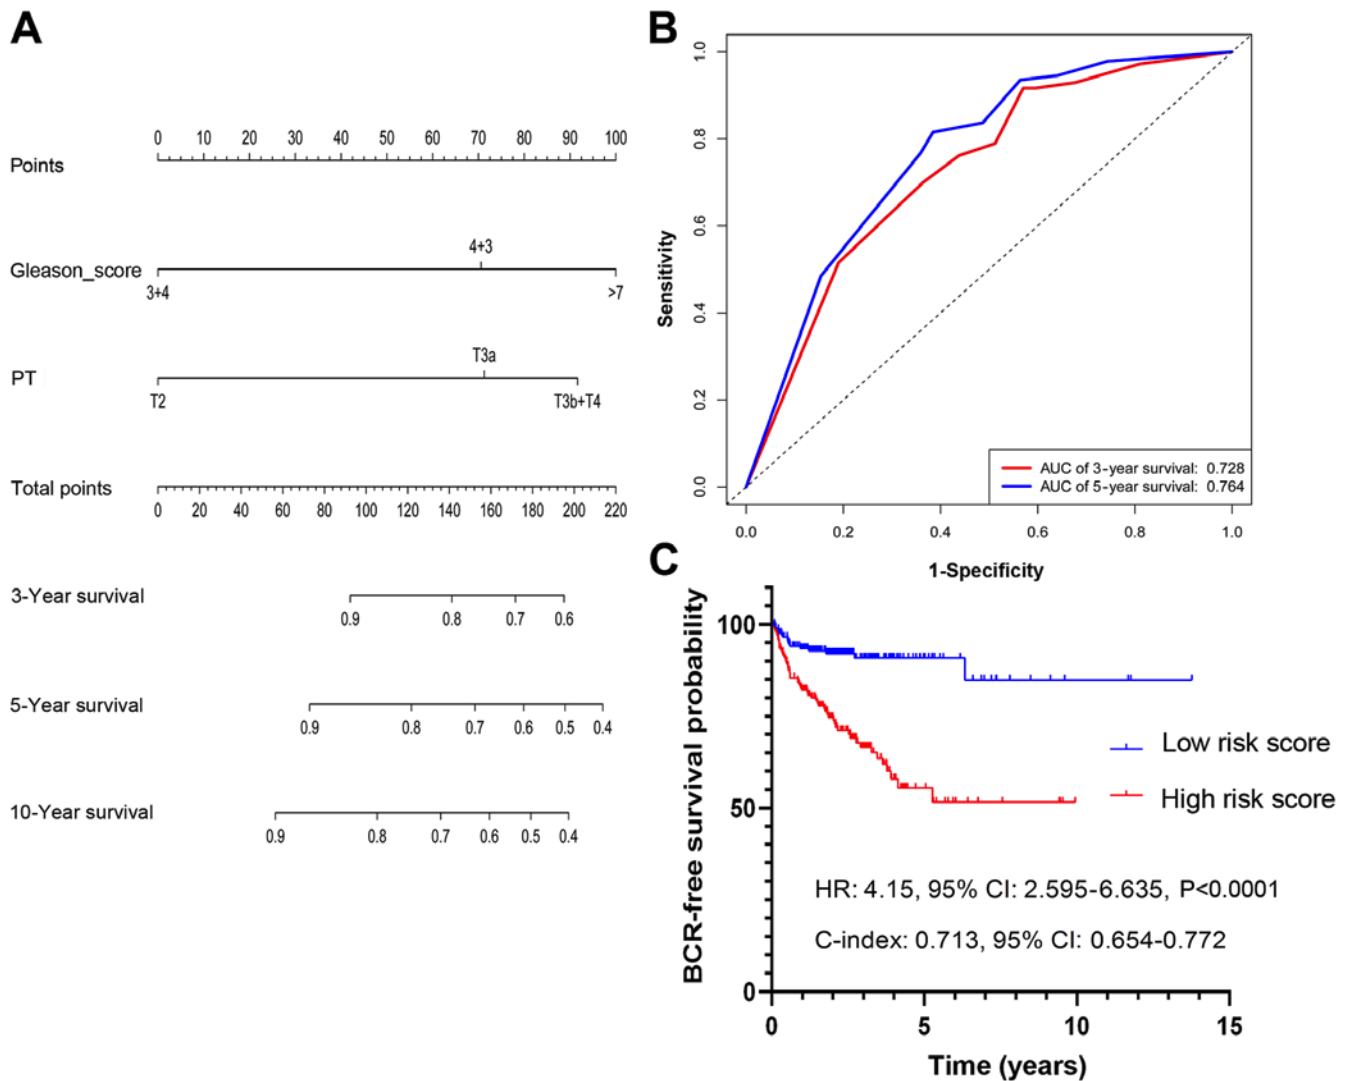 A
0 10 20 30 40 50 60 70 80 90 100
Points
4+3
Gleason_score
3+4 >7
T3a
PT
T2 T3b+T4
Total points
0 20 40 60 80 100 120 140 160 180 200 220
3-Year survival
0.9 0.8 0.7 0.6
5-Year survival
0.9 0.8 0.7 0.6 0.5 0.4
10-Year survival
0.9 0.8 0.7 0.6 0.5 0.4
B
Sensitivity
1.0
0.8
0.6
0.4
0.2
0.0
AUC of 3-year survival: 0.728
AUC of 5-year survival: 0.764
0.0 0.2 0.4 0.6 0.8 1.0
1-Specificity
C
BCR-free survival probability
100
50
0
Low risk score
High risk score
HR: 4.15, 95% CI: 2.595-6.635, P<0.0001
C-index: 0.713, 95% CI: 0.654-0.772
0 5 10 15
Time (years)